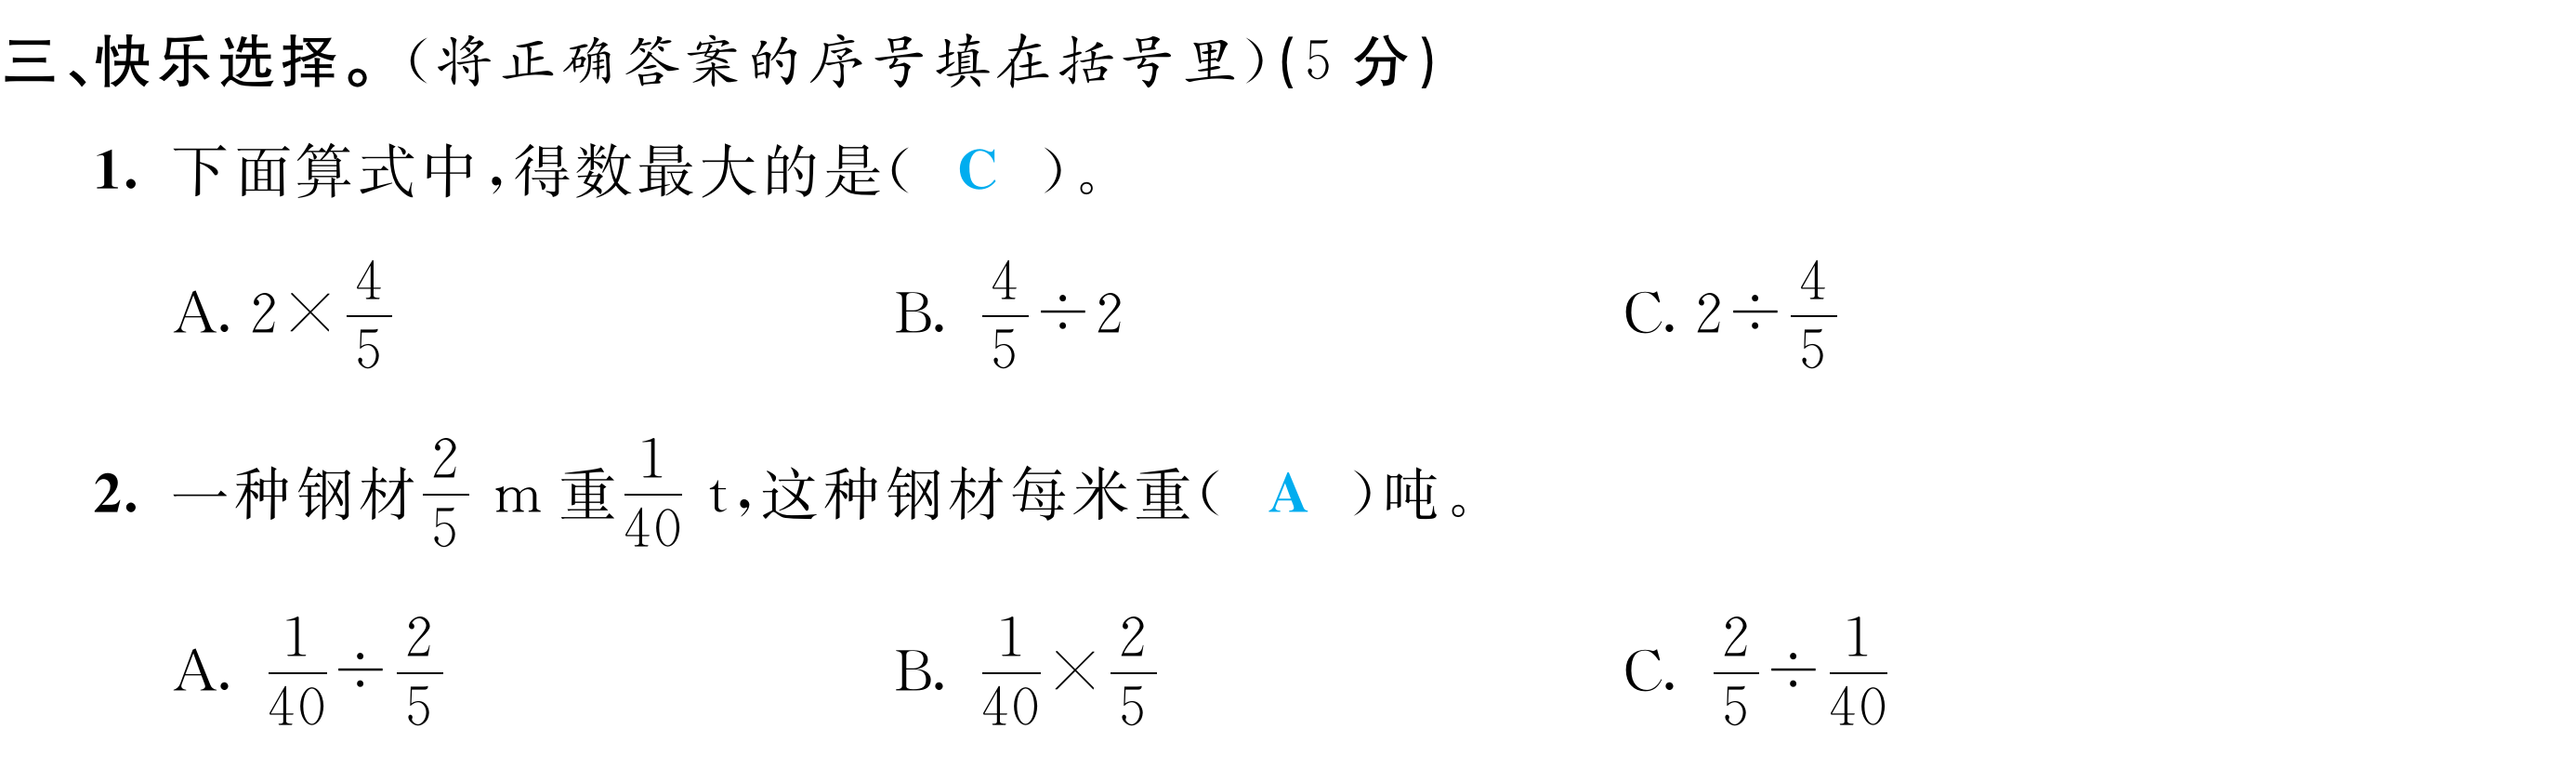 三、快乐选择。(将正确答案的序号填在括号里)(5 分)
1. 下面算式中,得数最大的是( C )。
A. 2×4/5 B. 4/5÷2 C. 2÷4/5
2. 一种钢材2/5 m 重1/40 t,这种钢材每米重( A )吨。
A. 1/40÷2/5 B. 1/40×2/5 C. 2/5÷1/40